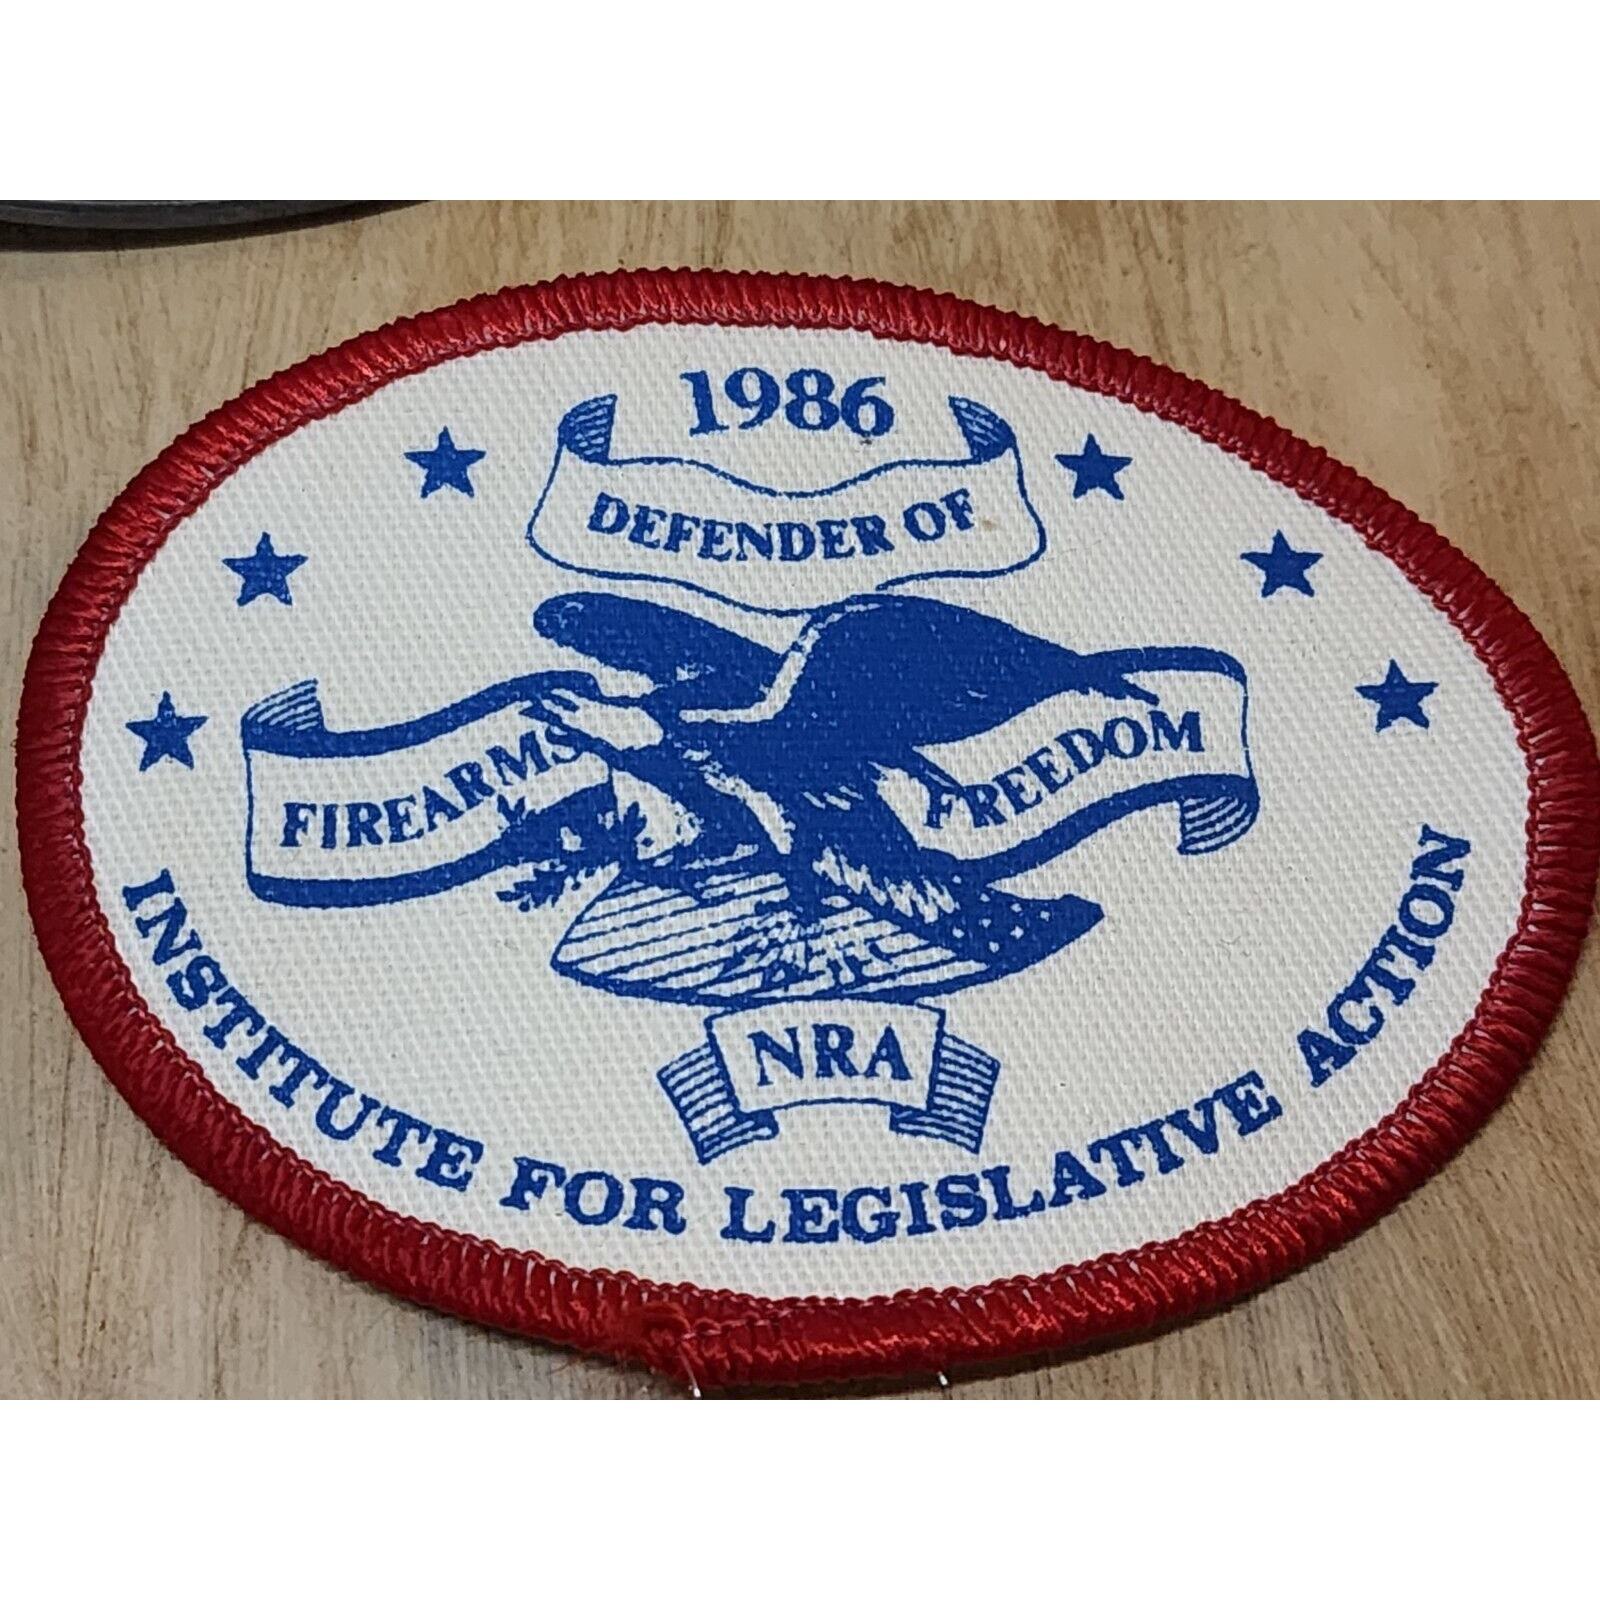 1986
DEFENDER OF
FIREARMS FREEDOM
NRA
INSTITUTE FOR LEGISLATIVE ACTION